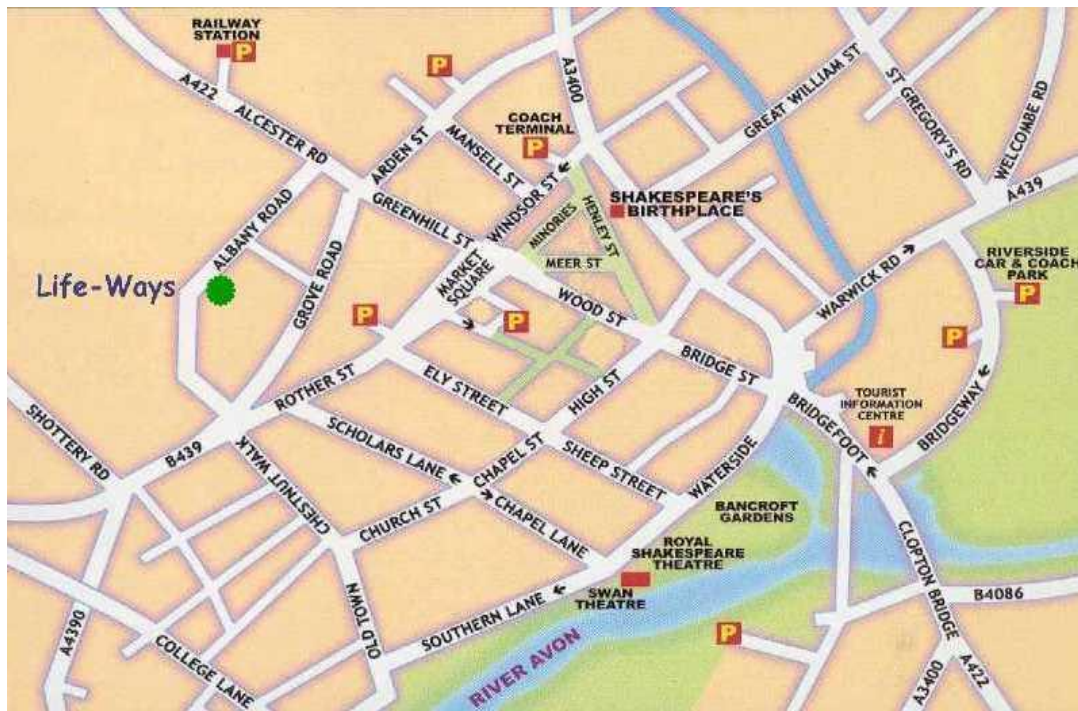 RAILWAY
STATION
P
A422
ALCESTER RD
P
ARDEN ST
MANSELL ST
COACH
TERMINAL
P
A3400
GREAT WILLIAM ST
ST GREGORY'S RD
WELCOMBE RD
A439
WINDSOR ST
GREENHILL ST
MINORIES
HENLEY ST
SHAKESPEARE'S
BIRTHPLACE
MEER ST
ALBANY ROAD
GROVE ROAD
Life-Ways
MARKET
SQUARE
WOOD ST
WARWICK RD
RIVERSIDE
CAR & COACH
PARK
P
P
P
P
ROTHER ST
ELY STREET
HIGH ST
BRIDGE ST
TOURIST
INFORMATION
CENTRE
i
BRIDGEFOOT
BRIDGEWAY
SHOTTERY RD
B439
SCHOLARS LANE
CHAPEL ST
SHEEP STREET
WATERSIDE
CHESTNUT WALK
CHURCH ST
CHAPEL LANE
BANCROFT
GARDENS
ROYAL
SHAKESPEARE
THEATRE
SWAN
THEATRE
CLOPTON BRIDGE
B4086
OLD TOWN
SOUTHERN LANE
RIVER AVON
P
A4390
COLLEGE LANE
A3400
A422